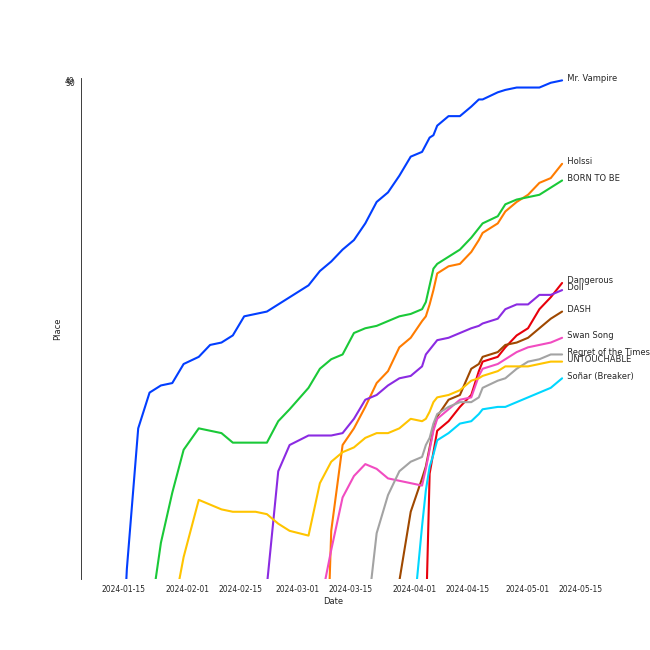 Mr. Vampire
Holssi
BORN TO BE
Dangerous
Doll
DASH
Swan Song
Regret of the Times
UNTOUCHABLE
Soñar (Breaker)
Place
2024-01-15 2024-02-01 2024-02-15 2024-03-01 2024-03-15 2024-04-01 2024-04-15 2024-05-01 2024-05-15
Date